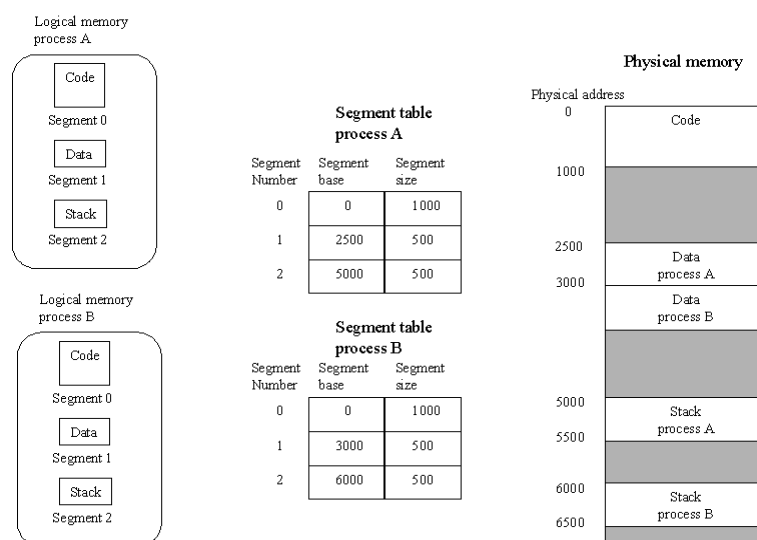 Logical memory
process A
Code
Segment 0
Data
Segment 1
Stack
Segment 2
Logical memory
process B
Code
Segment 0
Data
Segment 1
Stack
Segment 2
Segment table
process A
Segment Number Segment base Segment size
0 0 1000
1 2500 500
2 5000 500
Segment table
process B
Segment Number Segment base Segment size
0 0 1000
1 3000 500
2 6000 500
Physical memory
Physical address
0
Code
1000
2500
Data
process A
3000
Data
process B
5000
Stack
process A
5500
6000
Stack
process B
6500